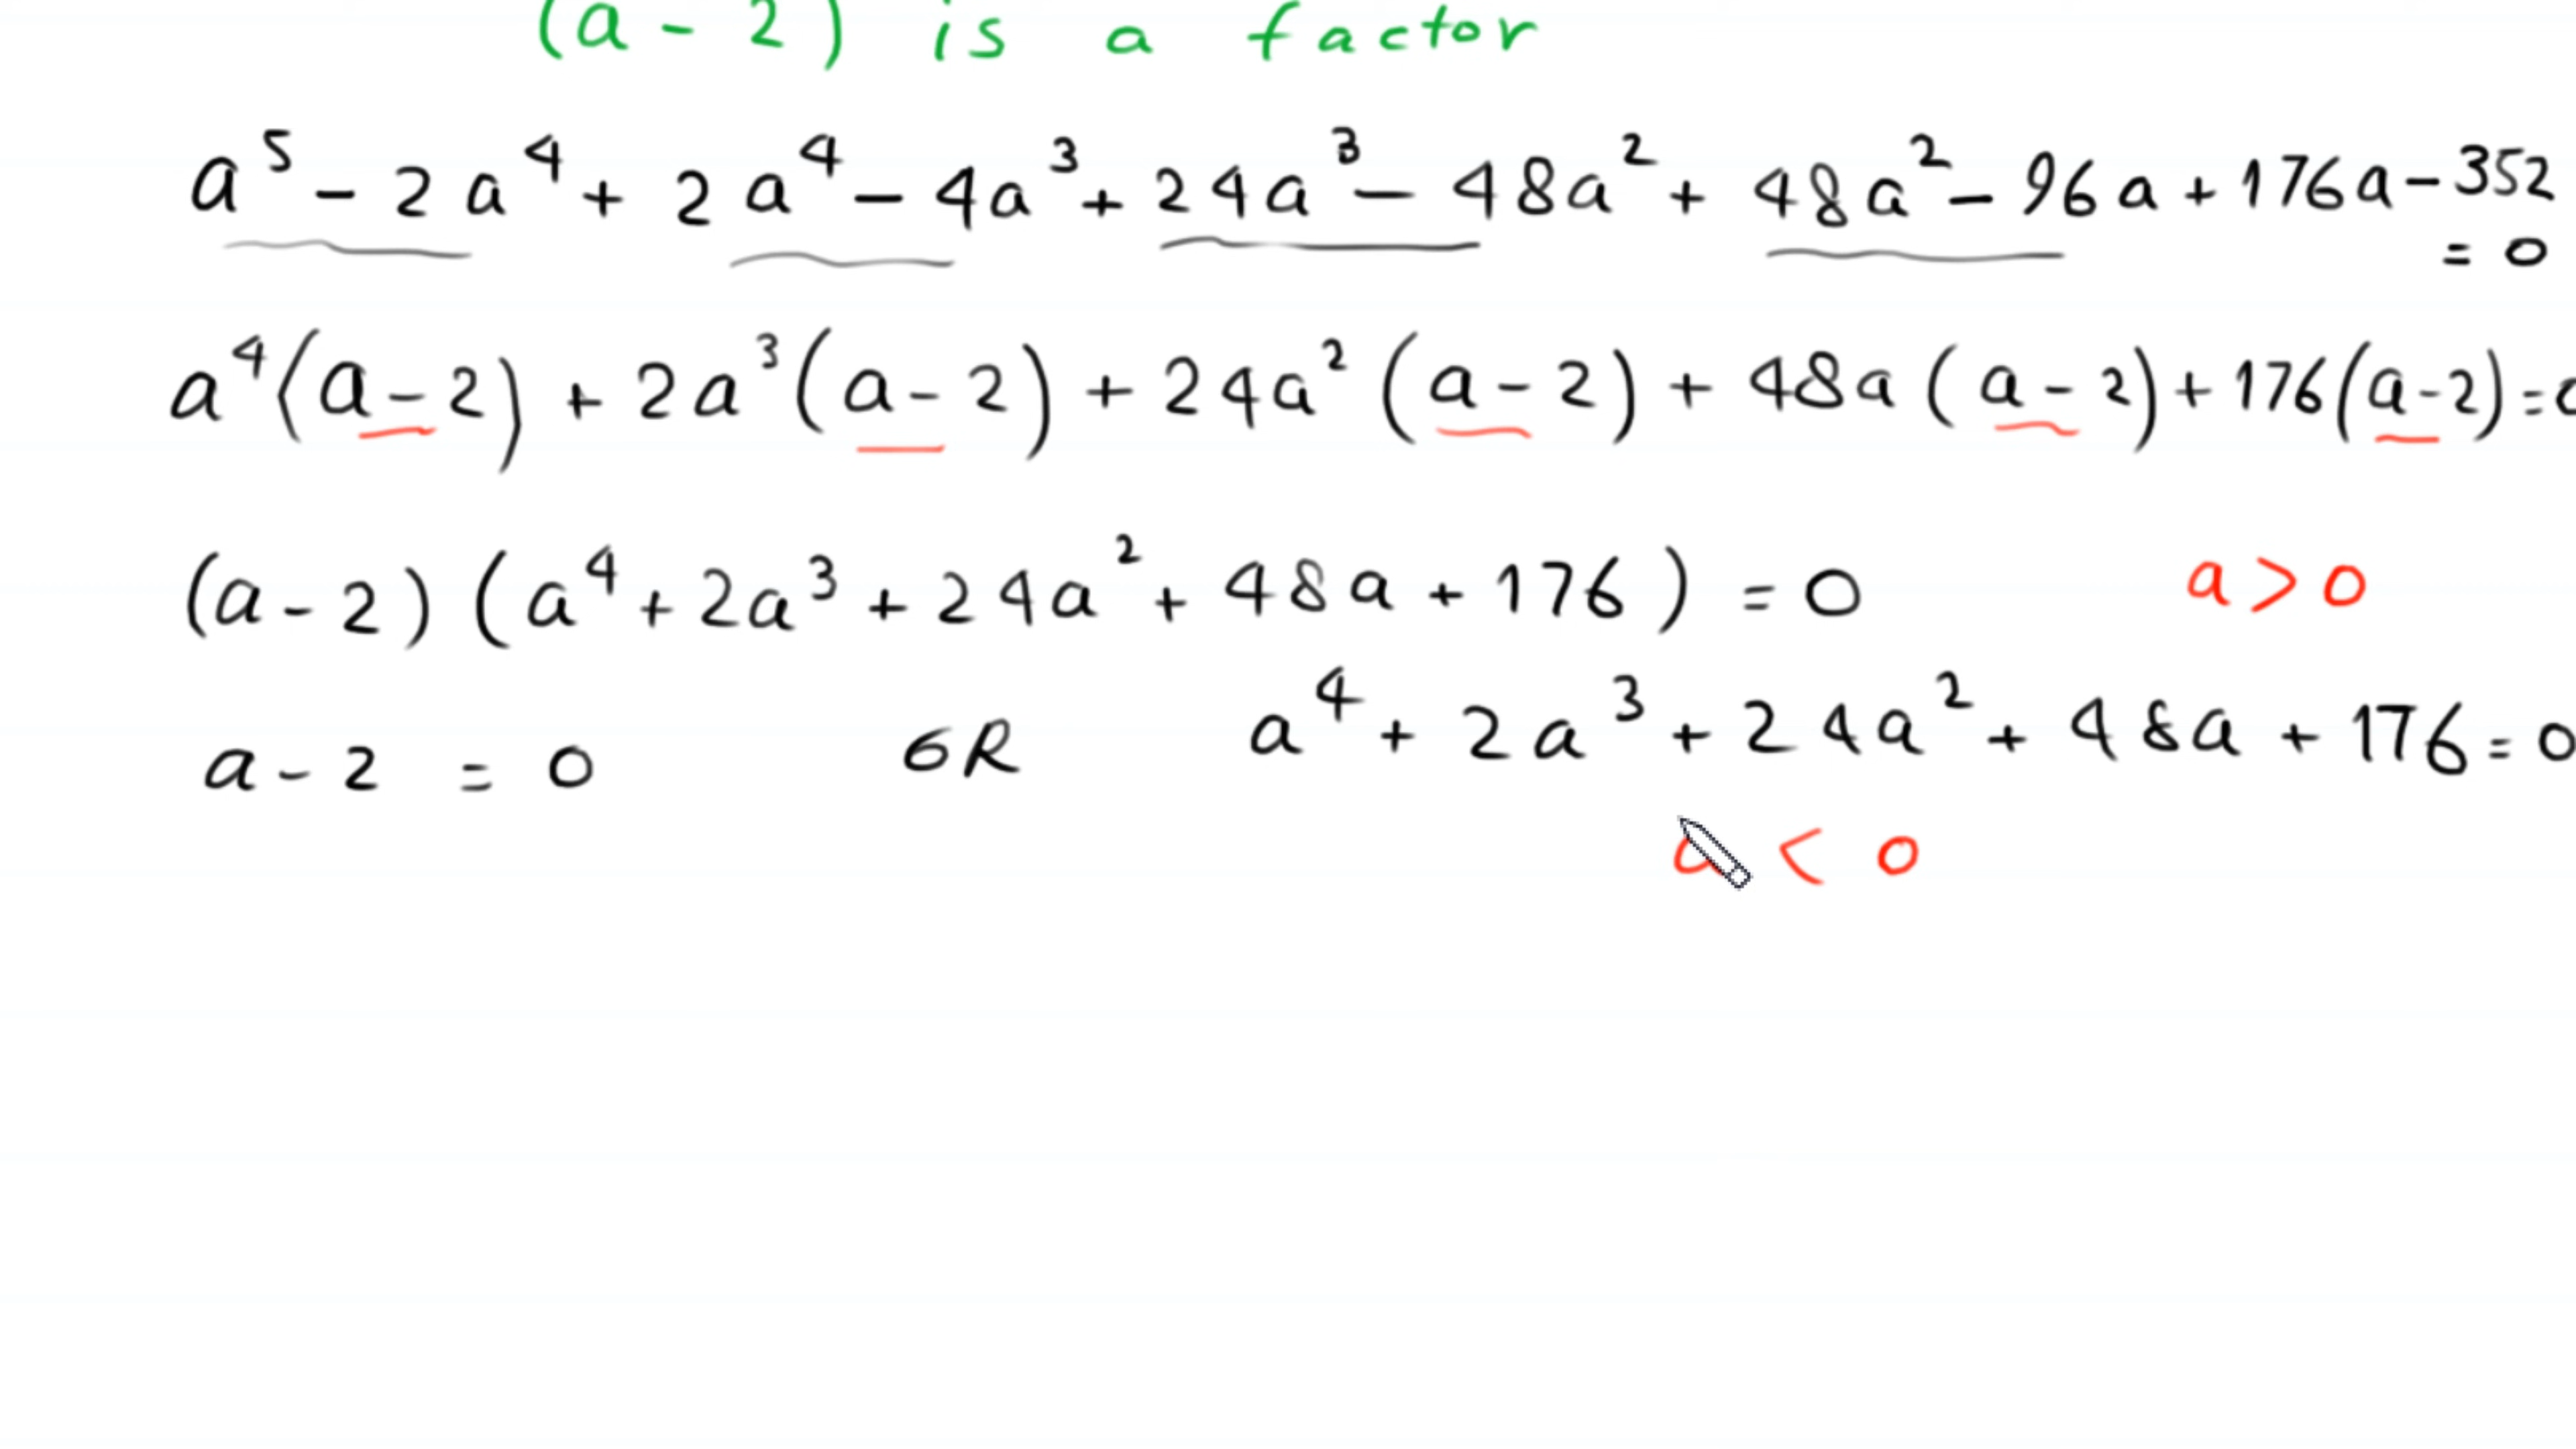 (a - 2) is a factor
a⁵ - 2a⁴ + 2a⁴ - 4a³ + 24a³ - 48a² + 48a² - 96a + 176a - 352
= 0
a⁴(a - 2) + 2a³(a - 2) + 24a²(a - 2) + 48a(a - 2) + 176(a - 2) = 0
(a - 2)(a⁴ + 2a³ + 24a² + 48a + 176) = 0 a > 0
a - 2 = 0 OR a⁴ + 2a³ + 24a² + 48a + 176 = 0
a < 0